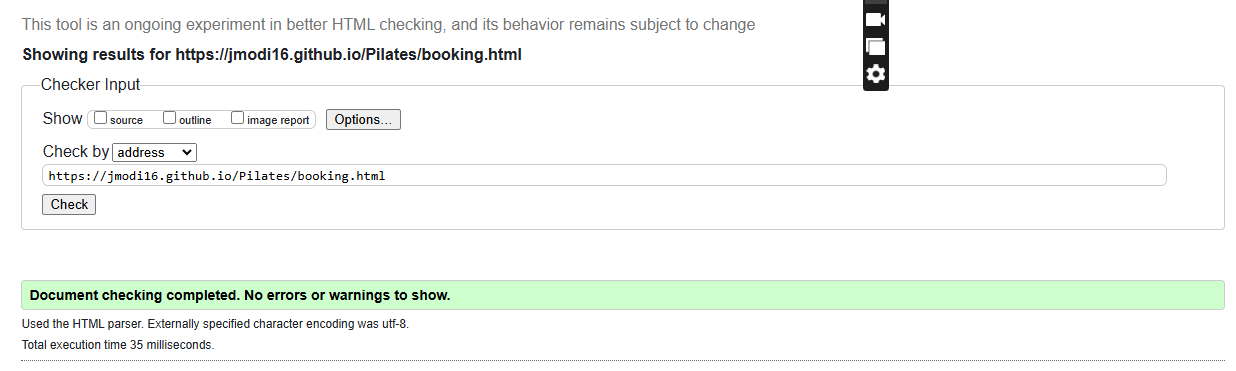 This tool is an ongoing experiment in better HTML checking, and its behavior remains subject to change
Showing results for https://jmodi16.github.io/Pilates/booking.html
Checker Input
Show source outline image report Options...
Check by address
https://jmodi16.github.io/Pilates/booking.html
Check
Document checking completed. No errors or warnings to show.
Used the HTML parser. Externally specified character encoding was utf-8.
Total execution time 35 milliseconds.